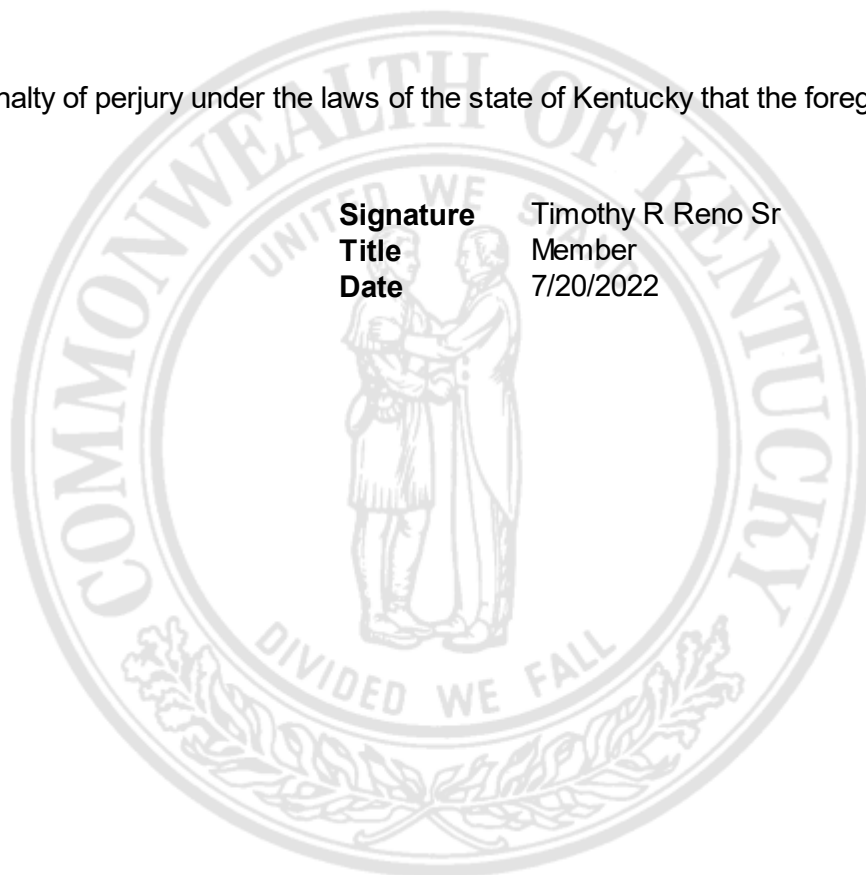 nalty of perjury under the laws of the state of Kentucky that the foreg
Signature Timothy R Reno Sr
Title Member
Date 7/20/2022
COMMONWEALTH OF KENTUCKY
UNITED WE STAND
DIVIDED WE FALL